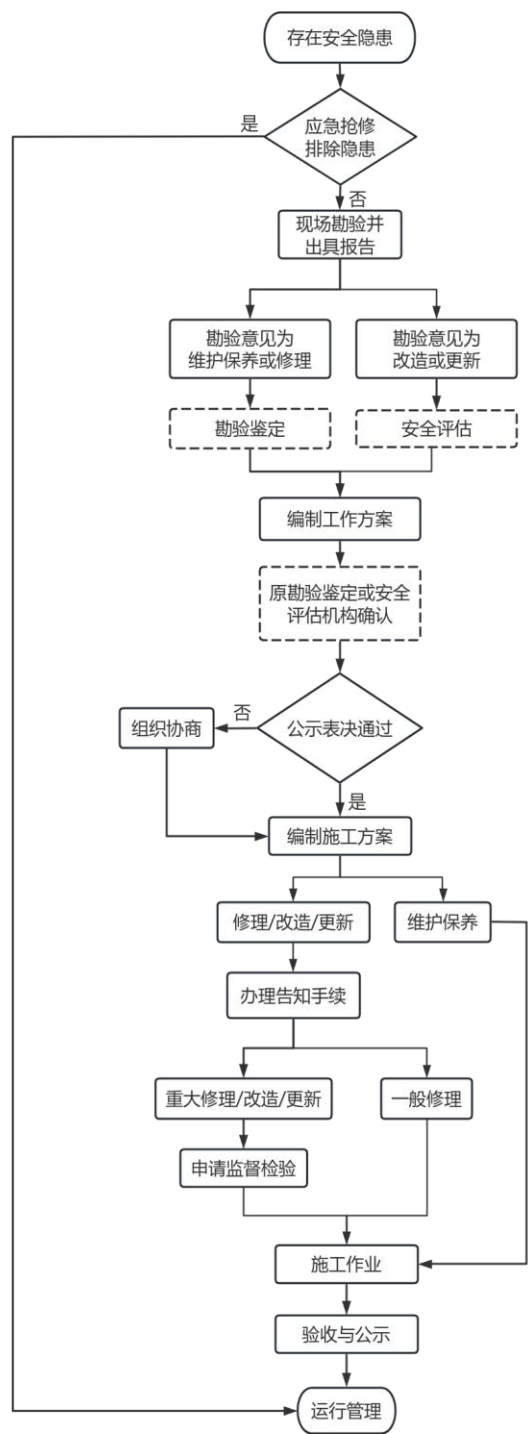 存在安全隐患
是
应急抢修
排除隐患
否
现场勘验并
出具报告
勘验意见为
维护保养或修理
勘验意见为
改造或更新
勘验鉴定
安全评估
编制工作方案
原勘验鉴定或安全
评估机构确认
否
组织协商
公示表决通过
是
编制施工方案
修理/改造/更新
维护保养
办理告知手续
重大修理/改造/更新
一般修理
申请监督检验
施工作业
验收与公示
运行管理